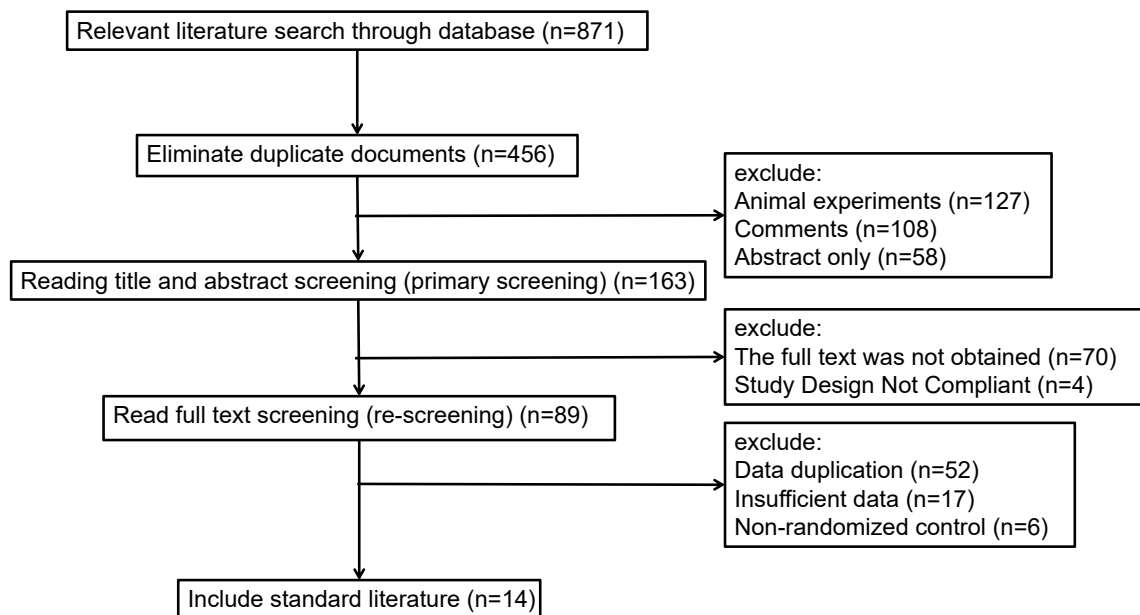 Relevant literature search through database (n=871)
Eliminate duplicate documents (n=456)
exclude:
Animal experiments (n=127)
Comments (n=108)
Abstract only (n=58)
Reading title and abstract screening (primary screening) (n=163)
exclude:
The full text was not obtained (n=70)
Study Design Not Compliant (n=4)
Read full text screening (re-screening) (n=89)
exclude:
Data duplication (n=52)
Insufficient data (n=17)
Non-randomized control (n=6)
Include standard literature (n=14)